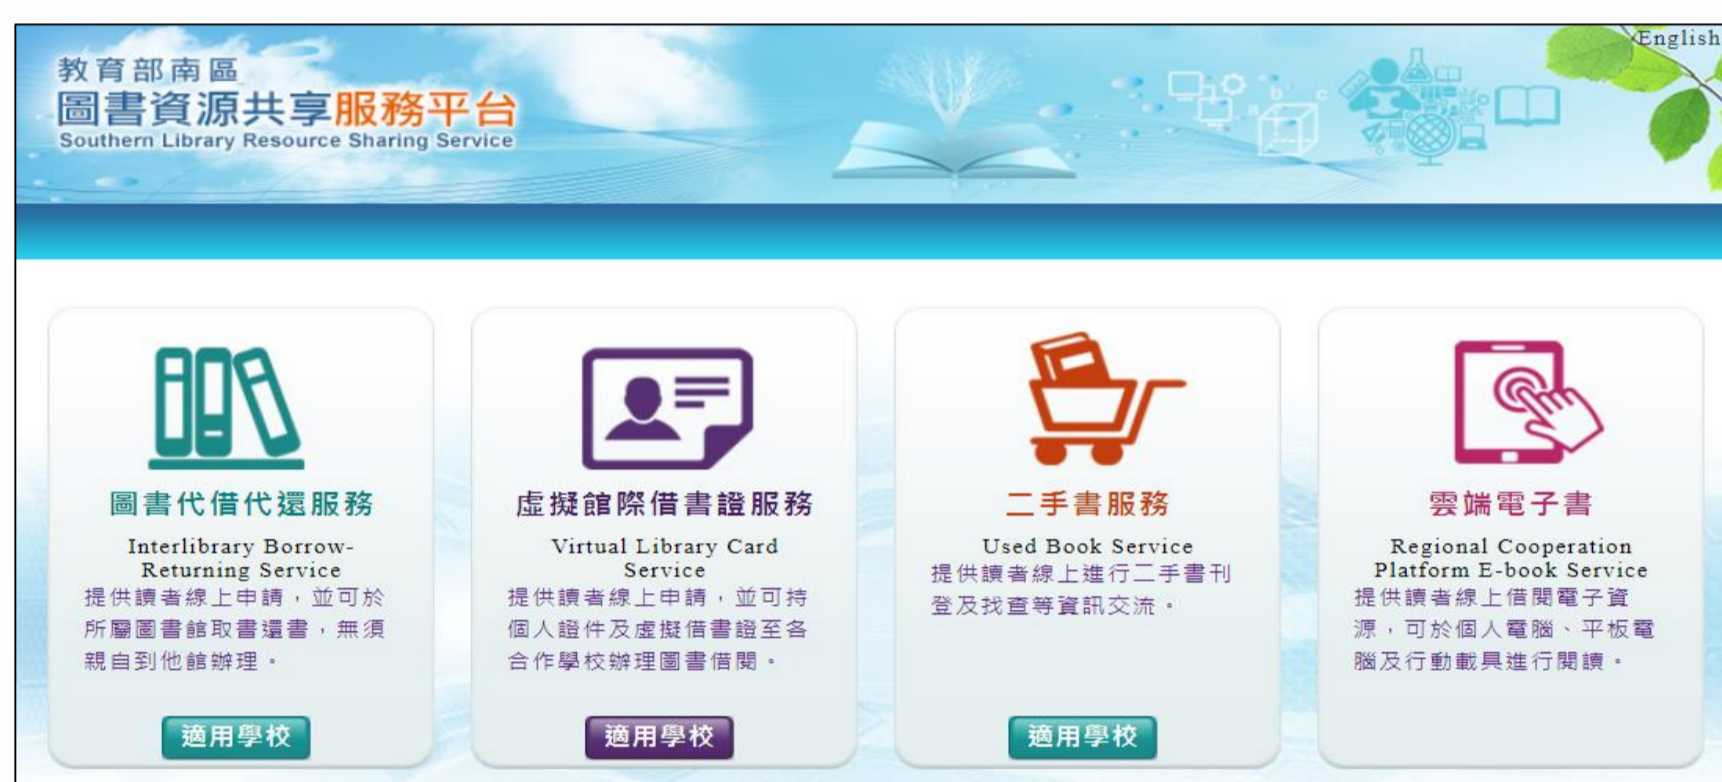 教育部南區
圖書資源共享服務平台
Southern Library Resource Sharing Service
English
a
b
c
圖書代借代還服務
Interlibrary Borrow-
Returning Service
提供讀者線上申請，並可於
所屬圖書館取書還書，無須
親自到他館辦理。
適用學校
虛擬館際借書證服務
Virtual Library Card
Service
提供讀者線上申請，並可持
個人證件及虛擬借書證至各
合作學校辦理圖書借閱。
適用學校
二手書服務
Used Book Service
提供讀者線上進行二手書刊
登及找查等資訊交流。
適用學校
雲端電子書
Regional Cooperation
Platform E-book Service
提供讀者線上借閱電子資
源，可於個人電腦、平板電
腦及行動載具進行閱讀。